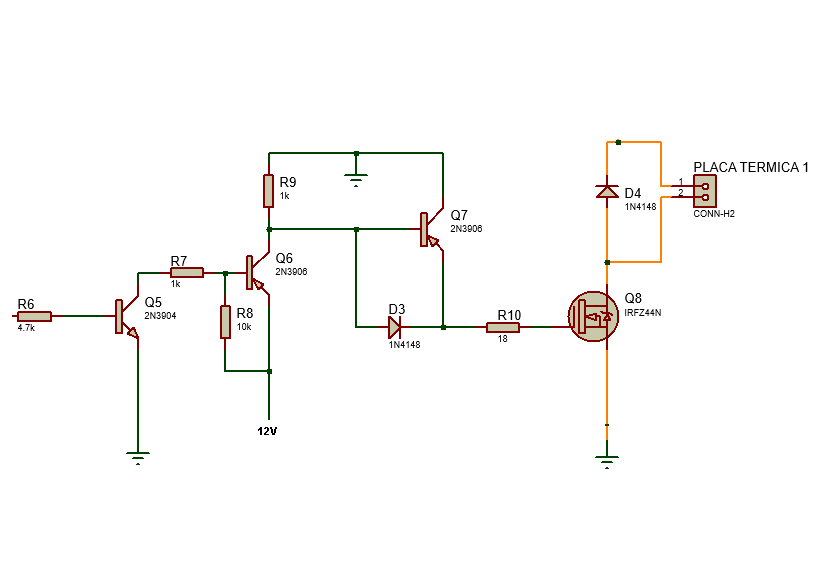 PLACA TERMICA 1
1
2
CONN-H2
D4
1N4148
R9
1k
Q7
2N3906
R7
1k
Q6
2N3906
R6
4.7k
Q5
2N3904
R8
10k
D3
1N4148
R10
18
Q8
IRFZ44N
12V